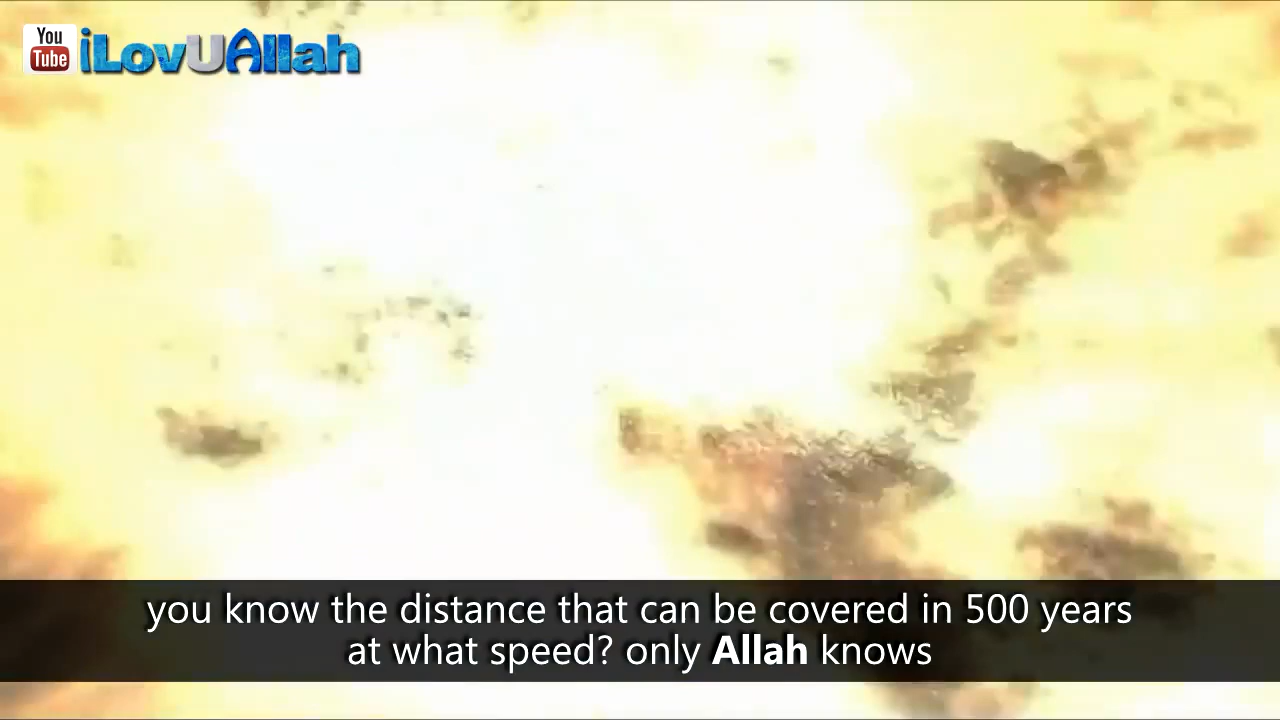 You
Tube
iLovUAllah
you know the distance that can be covered in 500 years
at what speed? only Allah knows